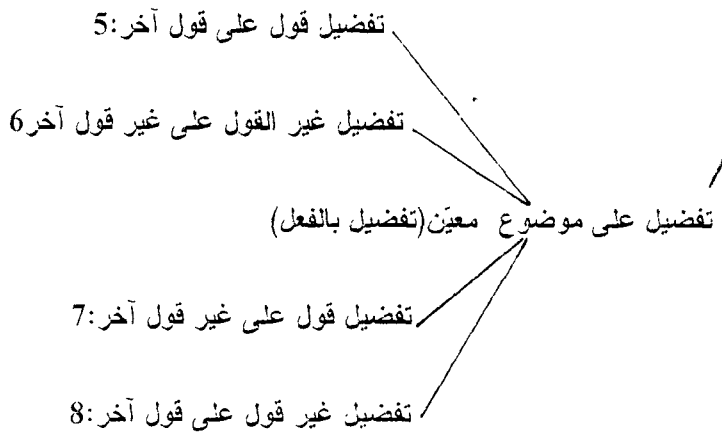 تفضيل قول على قول آخر:5
تفضيل غير القول على غير قول آخر6
تفضيل على موضوع معيّن(تفضيل بالفعل)
تفضيل قول على غير قول آخر:7
تفضيل غير قول على قول آخر:8